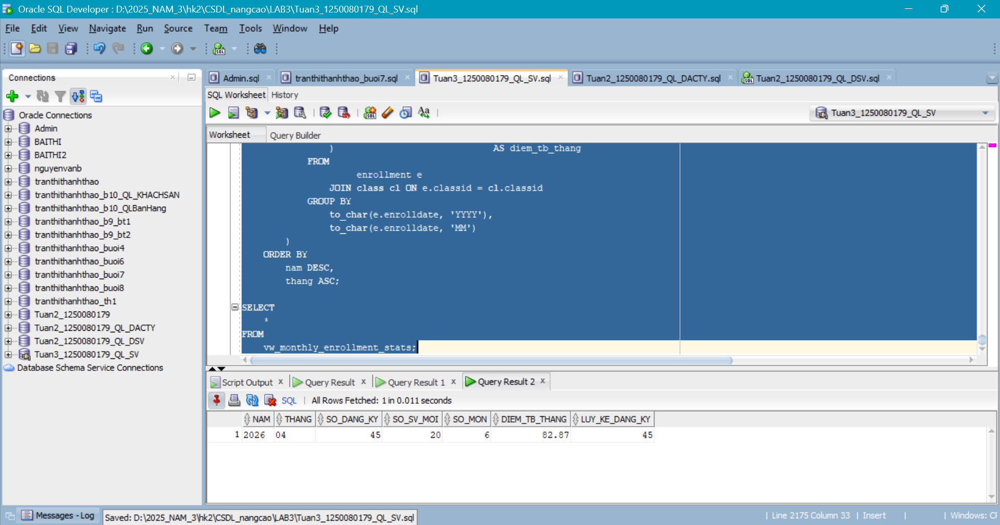 Oracle SQL Developer : D:\2025_NAM_3\hk2\CSDL_nangcao\LAB3\Tuan3_1250080179_QL_SV.sql
File Edit View Navigate Run Source Team Tools Window Help
Connections
Oracle Connections
Admin
BAITHI
BAITHI2
nguyenvanb
tranthithanhthao
tranthithanhthao_b10_QL_KHACHSAN
tranthithanhthao_b10_QLBanHang
tranthithanhthao_b9_bt1
tranthithanhthao_b9_bt2
tranthithanhthao_buoi4
tranthithanhthao_buoi6
tranthithanhthao_buoi7
tranthithanhthao_buoi8
tranthithanhthao_th1
Tuan2_1250080179
Tuan2_1250080179_QL_DACTY
Tuan2_1250080179_QL_DSV
Tuan3_1250080179_QL_SV
Database Schema Service Connections
Admin.sql tranthithanhthao_buoi7.sql Tuan3_1250080179_QL_SV.sql Tuan2_1250080179_QL_DACTY.sql Tuan2_1250080179_QL_DSV.sql
SQL Worksheet History
Tuan3_1250080179_QL_SV
Worksheet Query Builder
) AS diem_tb_thang
FROM
enrollment e
JOIN class cl ON e.classid = cl.classid
GROUP BY
to_char(e.enrolldate, 'YYYY'),
to_char(e.enrolldate, 'MM')
)
ORDER BY
nam DESC,
thang ASC;
SELECT
*
FROM
vw_monthly_enrollment_stats;
Script Output Query Result Query Result 1 Query Result 2
SQL All Rows Fetched: 1 in 0.011 seconds
NAM THANG SO_DANG_KY SO_SV_MOI SO_MON DIEM_TB_THANG LUY_KE_DANG_KY
1 2026 04 45 20 6 82.87 45
Messages - Log
Saved: D:\2025_NAM_3\hk2\CSDL_nangcao\LAB3\Tuan3_1250080179_QL_SV.sql
Line 2175 Column 33 Insert Windows: